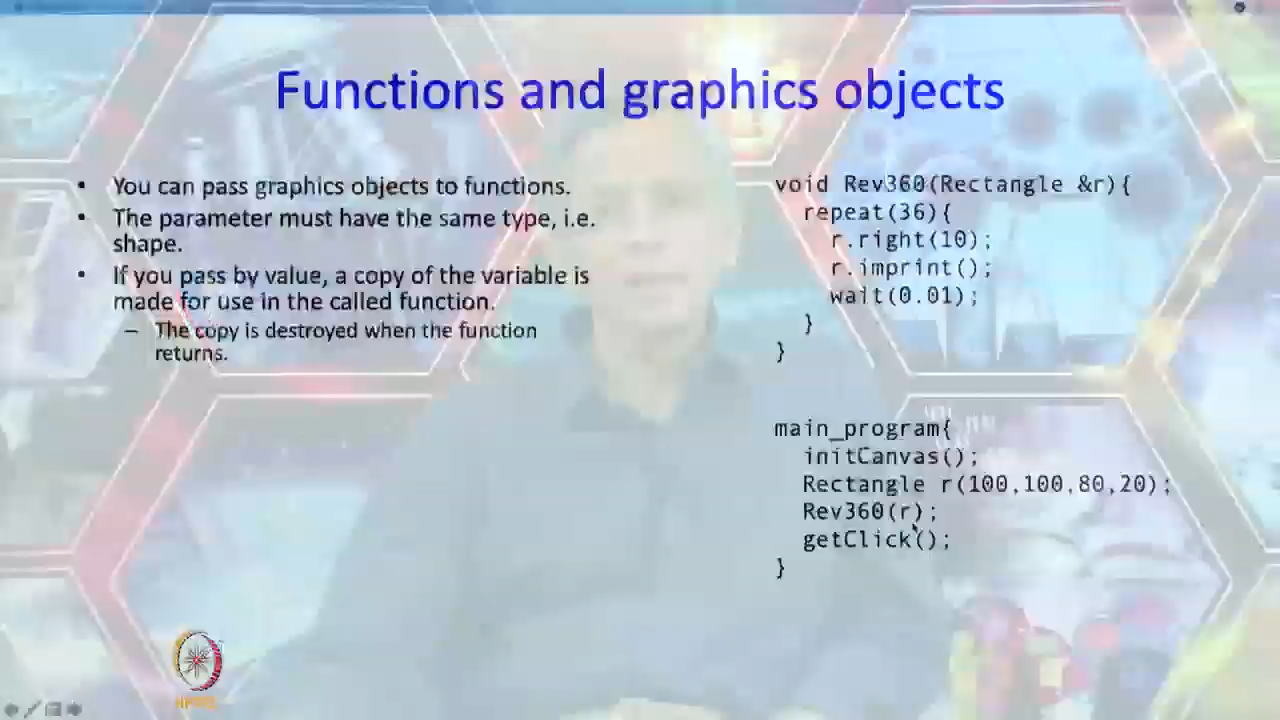 Functions and graphics objects
• You can pass graphics objects to functions.
• The parameter must have the same type, i.e.
shape.
• If you pass by value, a copy of the variable is
made for use in the called function.
– The copy is destroyed when the function
returns.
void Rev360(Rectangle &r){
repeat(36){
r.right(10);
r.imprint();
wait(0.01);
}
}
main_program{
initCanvas();
Rectangle r(100,100,80,20);
Rev360(r);
getClick();
}
NPTEL